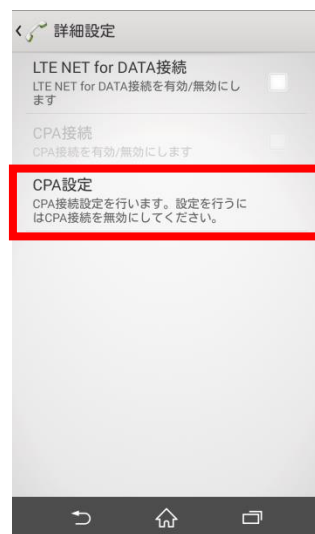 詳細設定
LTE NET for DATA接続
LTE NET for DATA接続を有効/無効にし
ます
CPA接続
CPA接続を有効/無効にします
CPA設定
CPA接続設定を行います。設定を行うに
はCPA接続を無効にしてください。